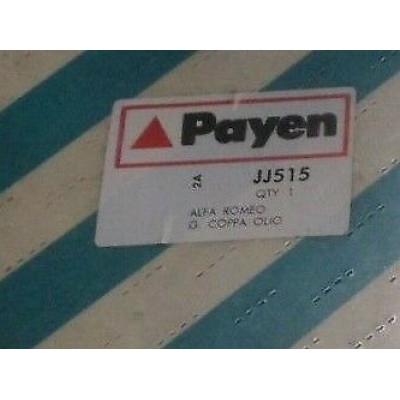 Payen
2A JJ515
QTY 1
ALFA ROMEO
G. COPPA OLIO